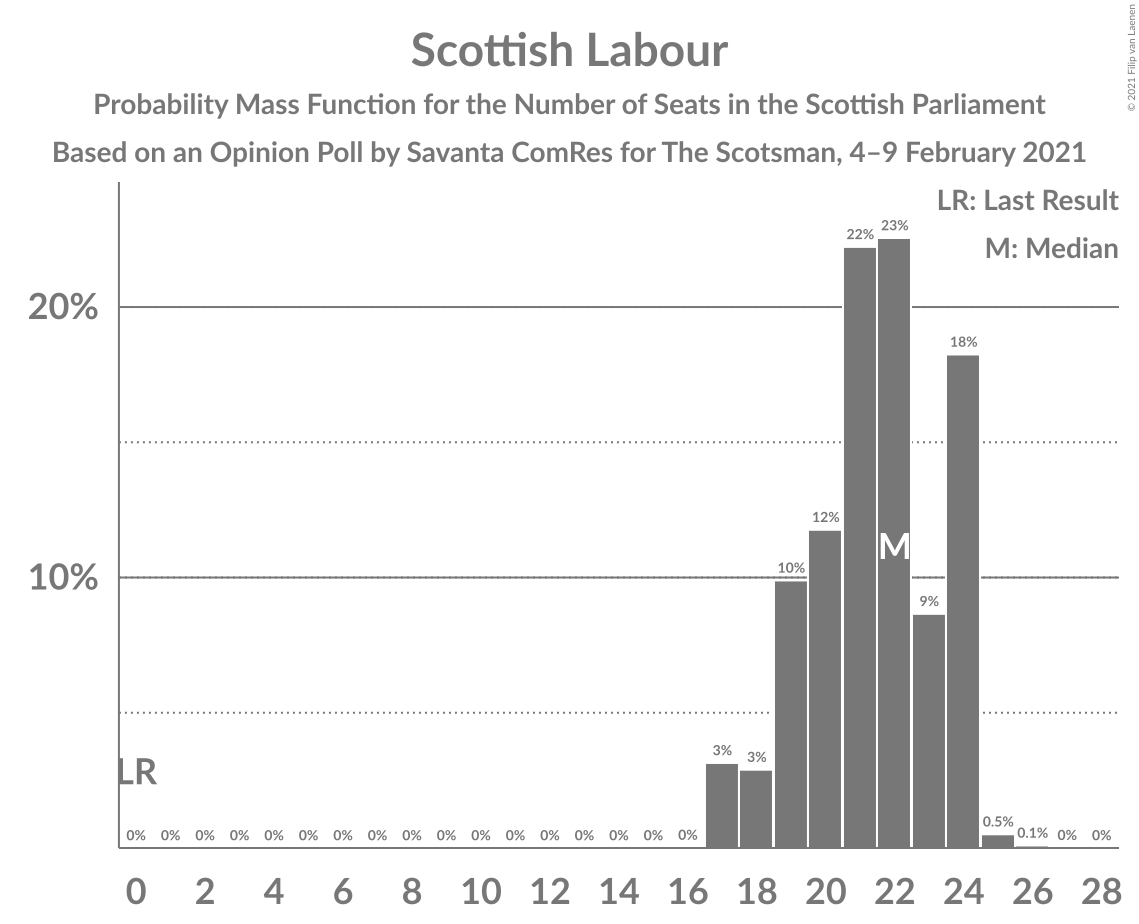 Scottish Labour
Probability Mass Function for the Number of Seats in the Scottish Parliament
Based on an Opinion Poll by Savanta ComRes for The Scotsman, 4–9 February 2021
© 2021 Filip van Laenen
LR: Last Result
M: Median
23%
22%
20%
18%
12%
M
10%
10%
9%
3%
3%
LR
0.5%
0% 0% 0% 0% 0% 0% 0% 0% 0% 0% 0% 0% 0% 0% 0% 0% 0% 0.1% 0% 0%
0 2 4 6 8 10 12 14 16 18 20 22 24 26 28